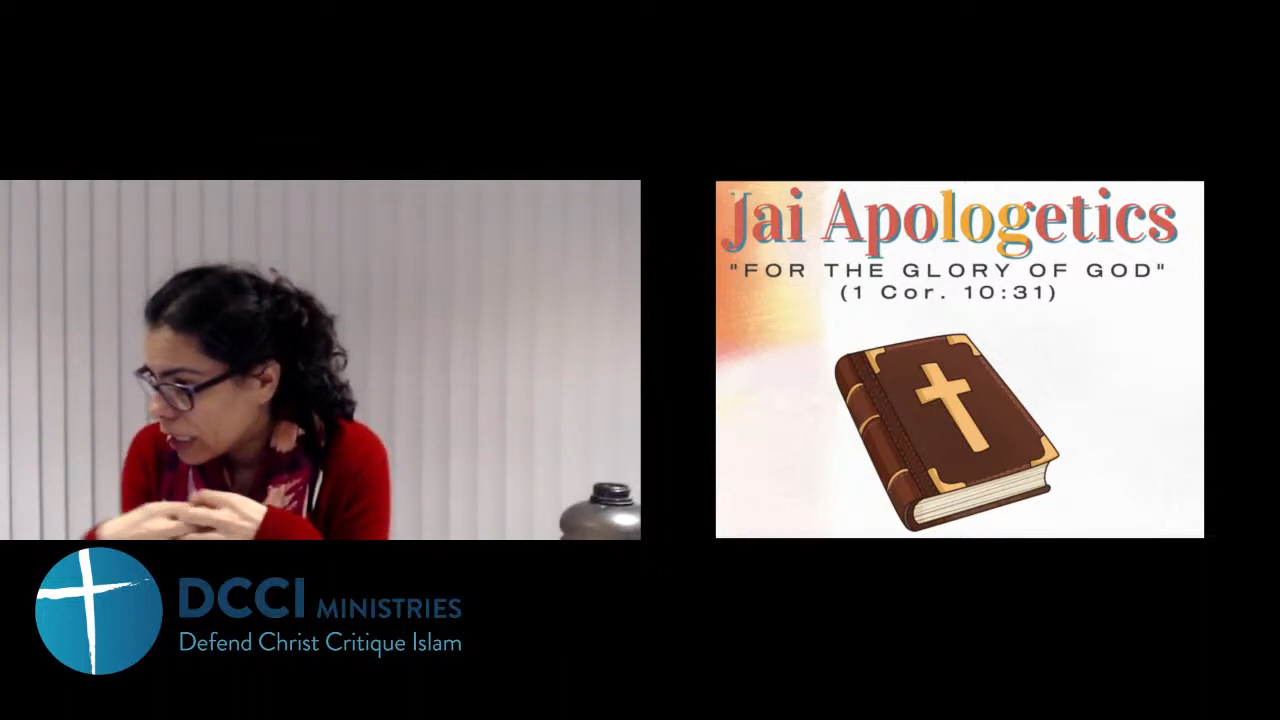 Jai Apologetics
"FOR THE GLORY OF GOD"
(1 Cor. 10:31)
DCCI MINISTRIES
Defend Christ Critique Islam